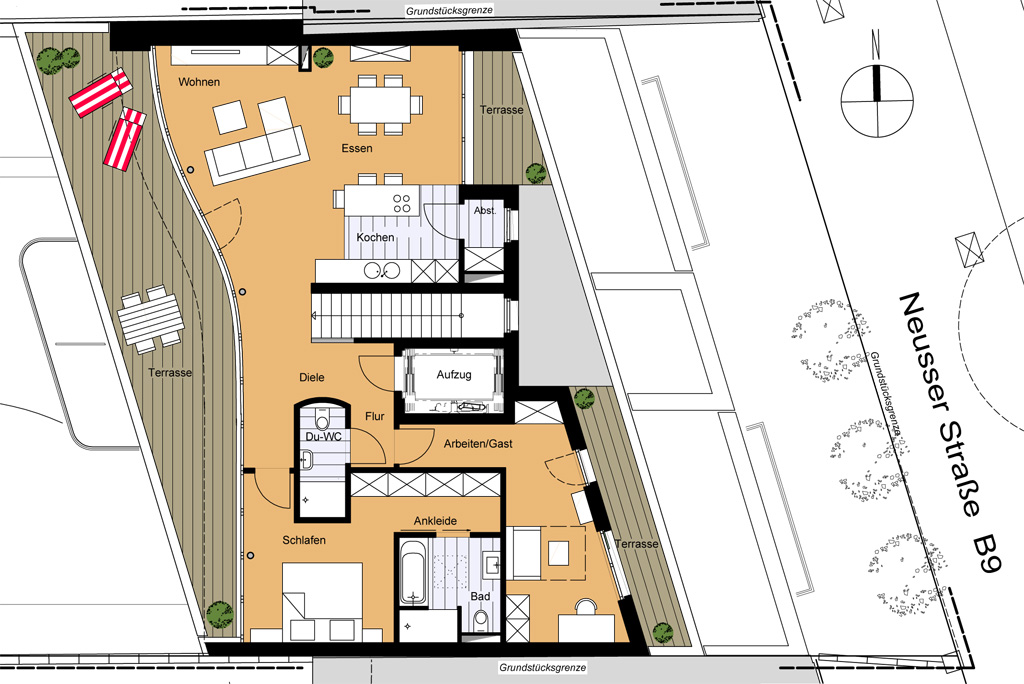 Grundstücksgrenze
N
Wohnen
Terrasse
Essen
Abst.
Kochen
Neusser Straße B9
Grundstücksgrenze
Terrasse
Diele
Aufzug
Flur
Du-WC
Arbeiten/Gast
Ankleide
Schlafen
Terrasse
Bad
Grundstücksgrenze